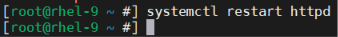 [root@rhel-9 ~ #] systemctl restart httpd
[root@rhel-9 ~ #]